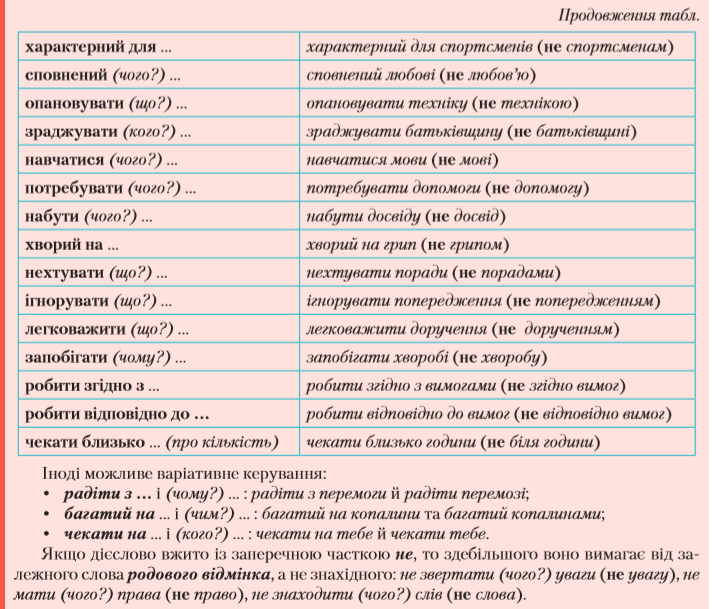 Продовження табл.
характерний для ... характерний для спортсменів (не спортсменам)
сповнений (чого?) ... сповнений любові (не любов’ю)
опановувати (що?) ... опановувати техніку (не технікою)
зраджувати (кого?) ... зраджувати батьківщину (не батьківщині)
навчатися (чого?) ... навчатися мови (не мові)
потребувати (чого?) ... потребувати допомоги (не допомогу)
набути (чого?) ... набути досвіду (не досвід)
хворий на ... хворий на грип (не грипом)
нехтувати (що?) ... нехтувати поради (не порадами)
ігнорувати (що?) ... ігнорувати попередження (не попередженням)
легковажити (що?) ... легковажити доручення (не дорученням)
запобігати (чому?) ... запобігати хворобі (не хворобу)
робити згідно з ... робити згідно з вимогами (не згідно вимог)
робити відповідно до ... робити відповідно до вимог (не відповідно вимог)
чекати близько ... (про кількість) чекати близько години (не біля години)
Іноді можливе варіативне керування:
• радіти з ... і (чому?) ... : радіти з перемоги й радіти перемозі;
• багатий на ... і (чим?) ... : багатий на копалини та багатий копалинами;
• чекати на ... і (кого?) ... : чекати на тебе й чекати тебе.
Якщо дієслово вжито із заперечною часткою не, то здебільшого воно вимагає від за-
лежного слова родового відмінка, а не знахідного: не звертати (чого?) уваги (не увагу), не
мати (чого?) права (не право), не знаходити (чого?) слів (не слова).